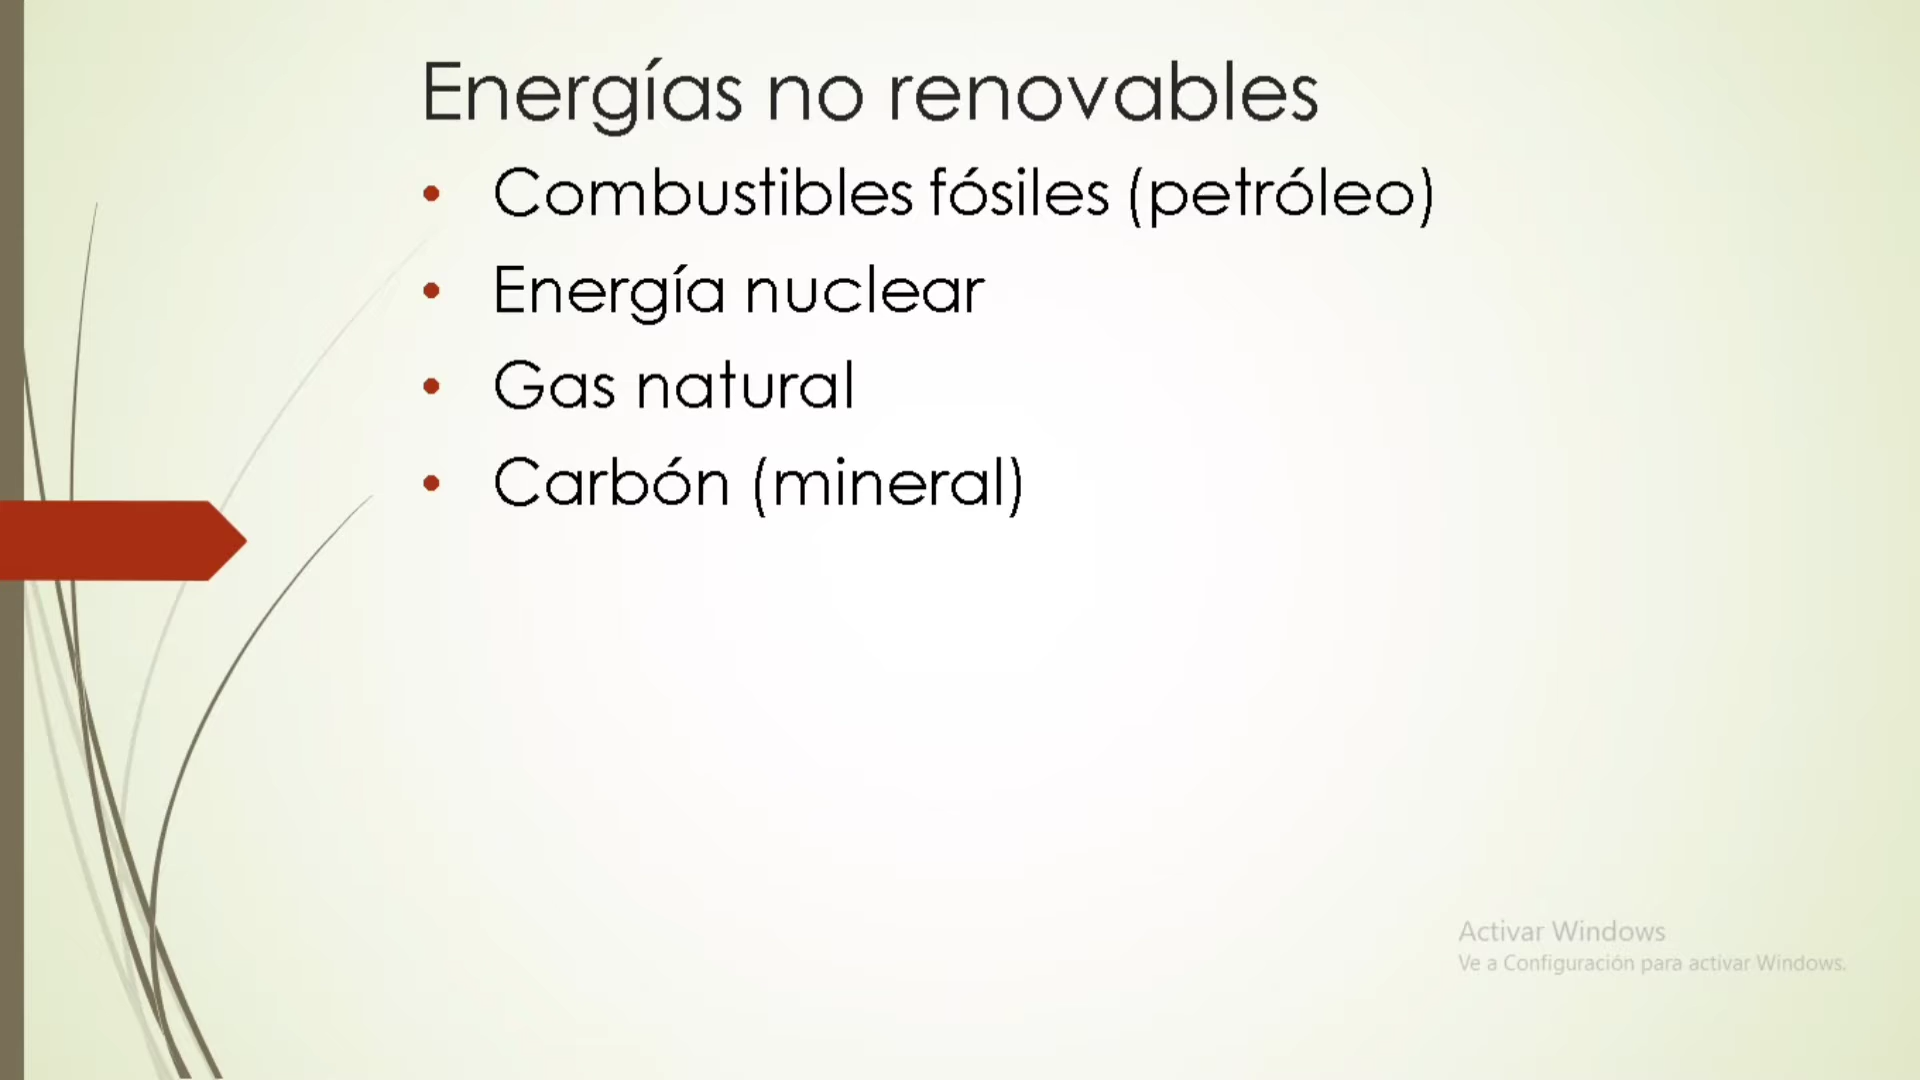 Energías no renovables
• Combustibles fósiles (petróleo)
• Energía nuclear
• Gas natural
• Carbón (mineral)
Activar Windows
Ve a Configuración para activar Windows.